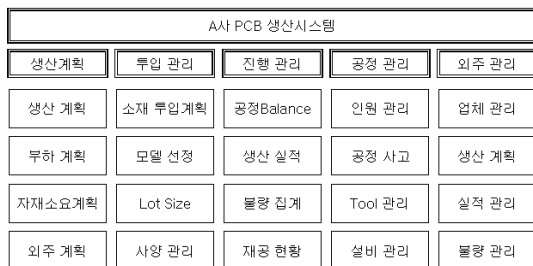 A사 PCB 생산시스템
생산계획 투입 관리 진행 관리 공정 관리 외주 관리
생산 계획 소재 투입계획 공정Balance 인원 관리 업체 관리
부하 계획 모델 선정 생산 실적 공정 사고 생산 계획
자재소요계획 Lot Size 불량 집계 Tool 관리 실적 관리
외주 계획 사양 관리 재공 현황 설비 관리 불량 관리